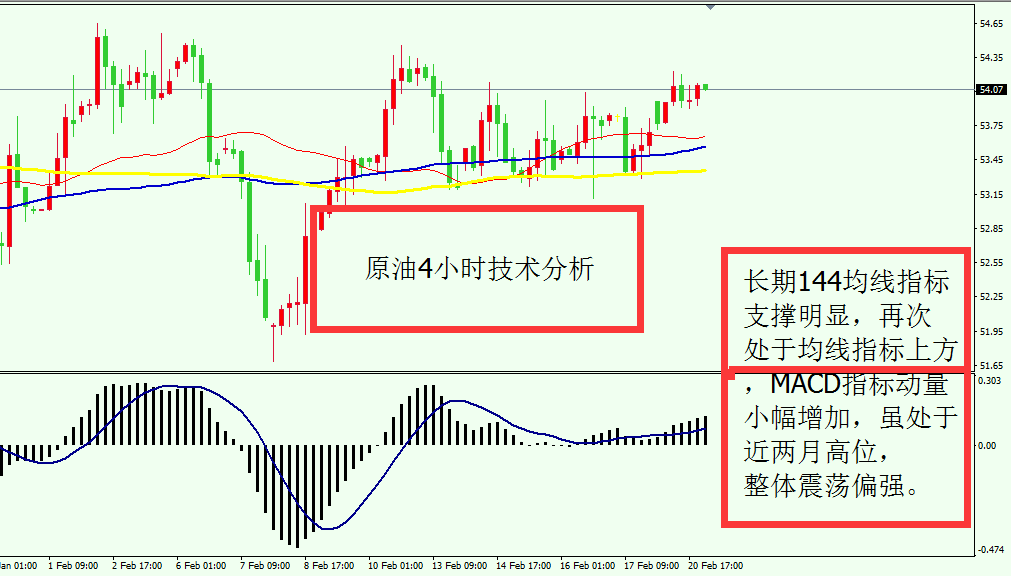 54.65
54.35
54.07
53.75
53.45
53.15
52.85
52.55
52.25
51.95
51.65
原油4小时技术分析
长期144均线指标
支撑明显，再次
处于均线指标上方
，MACD指标动量
小幅增加，虽处于
近两月高位，
整体震荡偏强。
0.303
0.00
-0.474
an 01:00
1 Feb 09:00
2 Feb 17:00
6 Feb 01:00
7 Feb 09:00
8 Feb 17:00
10 Feb 01:00
13 Feb 09:00
14 Feb 17:00
16 Feb 01:00
17 Feb 09:00
20 Feb 17:00